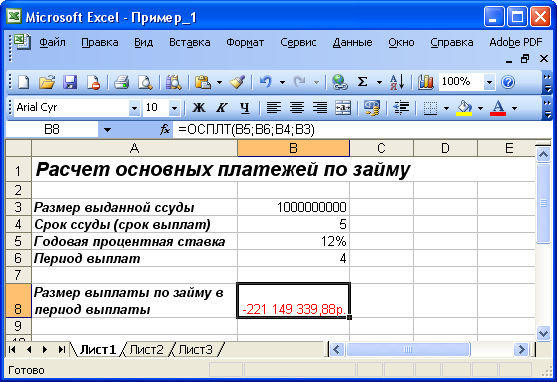 Microsoft Excel - Пример_1
Файл Правка Вид Вставка Формат Сервис Данные Окно Справка Adobe PDF
Σ 100%
Arial Cyr 10 Ж К Ч
B8 fx =ОСПЛТ(B5;B6;B4;B3)
A B C D E
1 Расчет основных платежей по займу
2
3 Размер выданной ссуды 1000000000
4 Срок ссуды (срок выплат) 5
5 Годовая процентная ставка 12%
6 Период выплат 4
7
Размер выплаты по займу в
8 период выплаты -221 149 339,88р.
9
Лист1 Лист2 Лист3
Готово